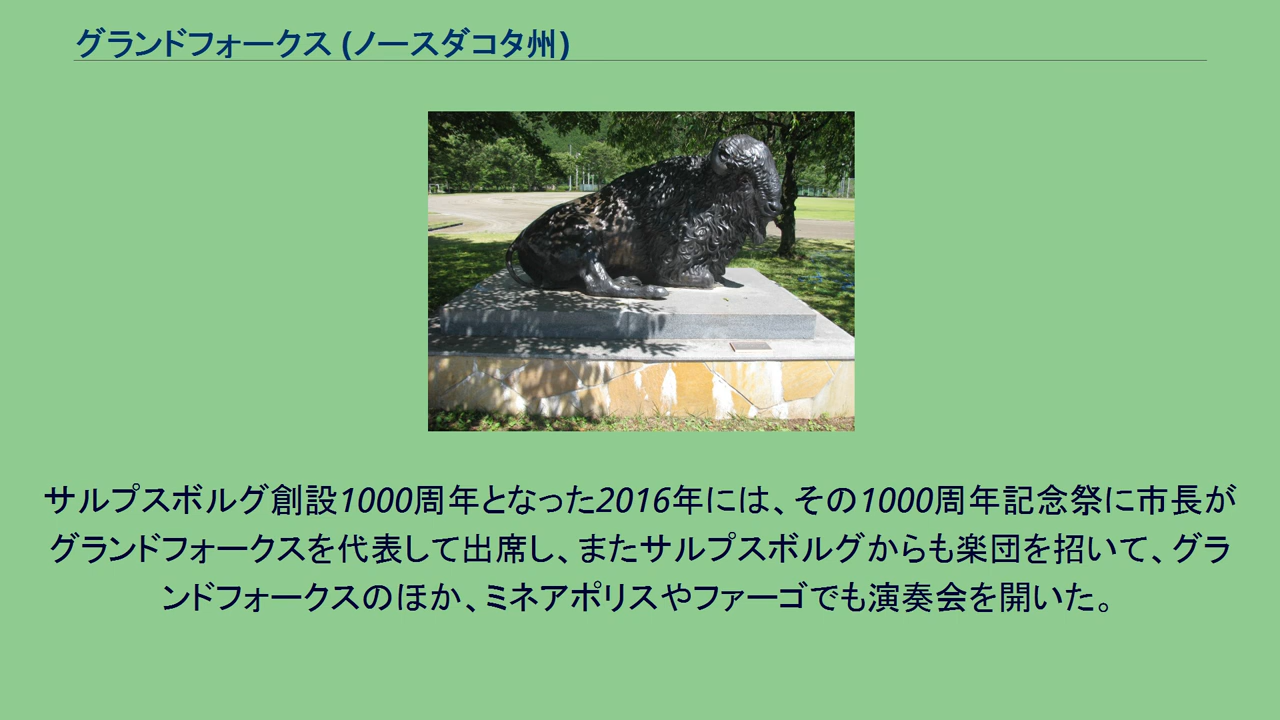 グランドフォークス (ノースダコタ州)
サルプスボルグ創設1000周年となった2016年には、その1000周年記念祭に市長が
グランドフォークスを代表して出席し、またサルプスボルグからも楽団を招いて、グラ
ンドフォークスのほか、ミネアポリスやファーゴでも演奏会を開いた。